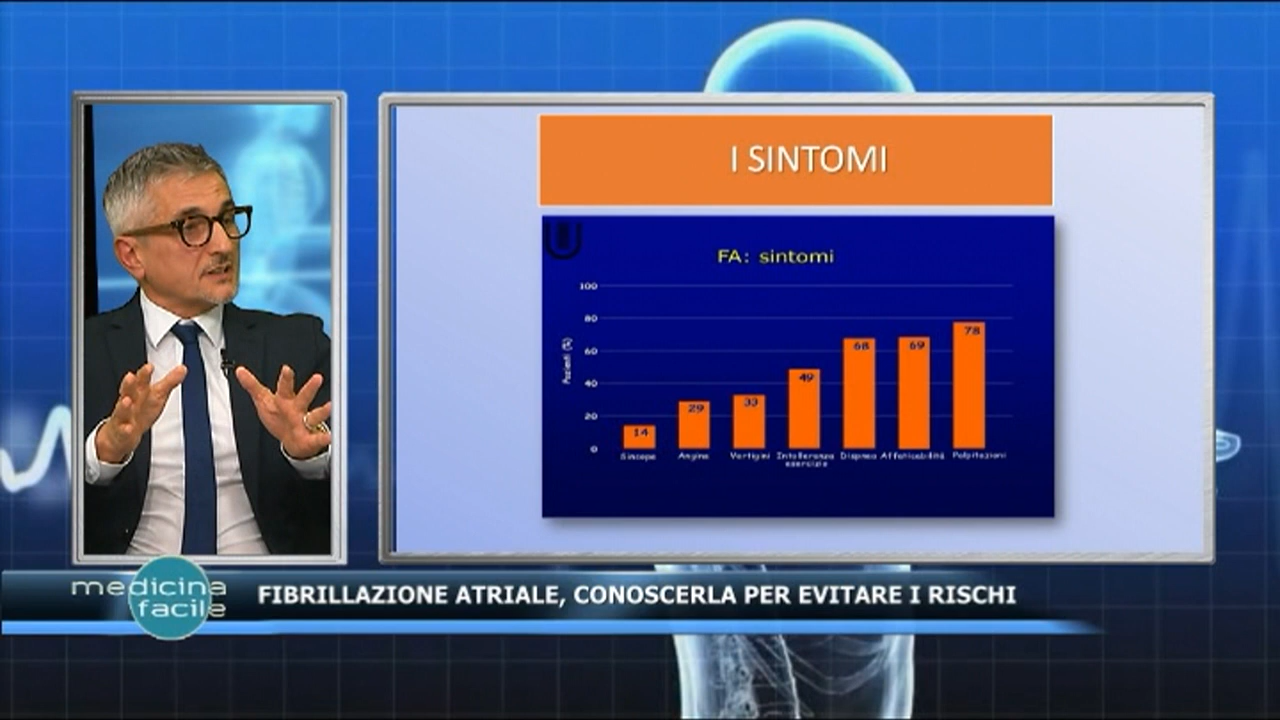 I SINTOMI
FA: sintomi
Pazienti (%)
100
80
60
40
20
0
14
29
33
49
68
69
78
Sincope
Angina
Vertigini
Intolleranza
esercizio
Dispnea
Affaticabilità
Palpitazioni
medicina
facile
FIBRILLAZIONE ATRIALE, CONOSCERLA PER EVITARE I RISCHI